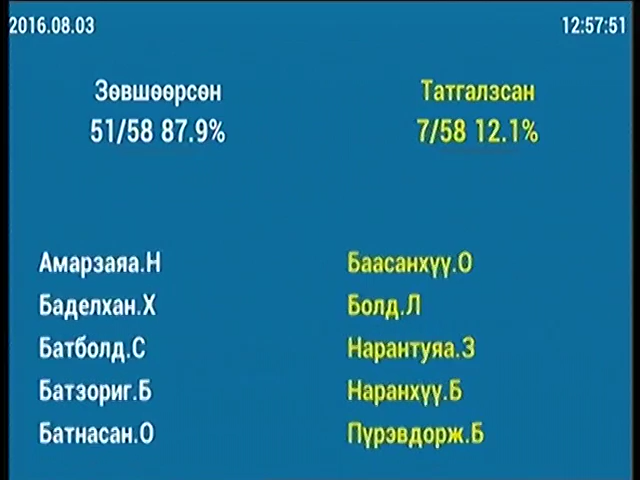 2016.08.03 12:57:51
Зөвшөөрсөн Татгалзсан
51/58 87.9% 7/58 12.1%
Амарзаяа.Н Баасанхүү.О
Баделхан.Х Болд.Л
Батболд.С Нарантуяа.З
Батзориг.Б Наранхүү.Б
Батнасан.О Пүрэвдорж.Б